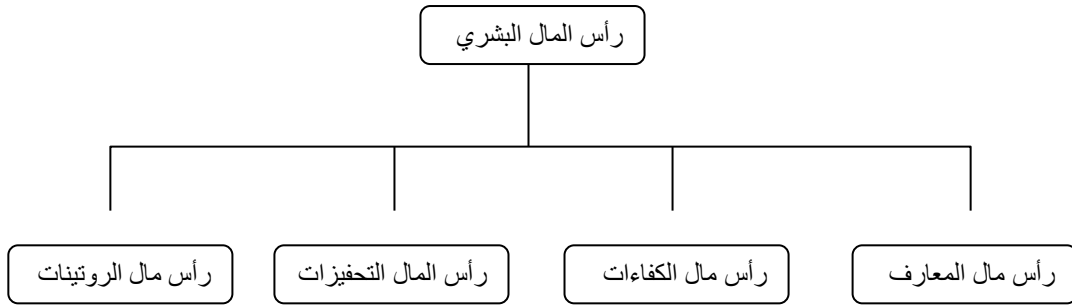 رأس المال البشري
رأس مال المعارف
رأس مال الكفاءات
رأس المال التحفيزات
رأس مال الروتينات